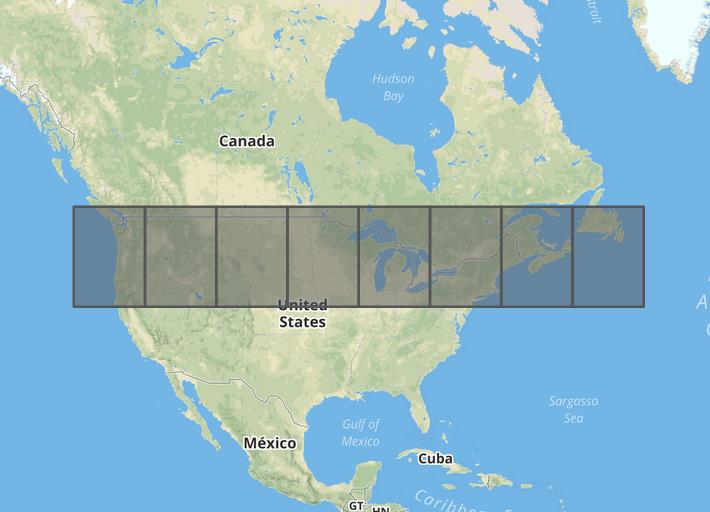 trait
Hudson
Bay
Canada
A
United
States
Sargasso
Sea
Gulf of
Mexico
México
Cuba
GT
HN
Caribbean S